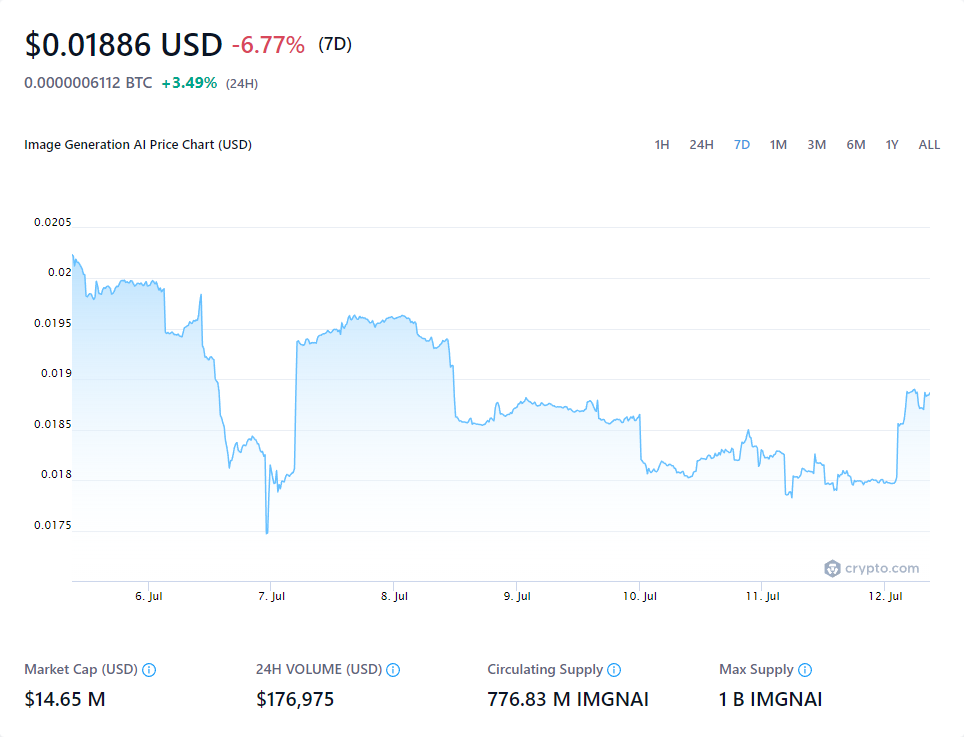 $0.01886 USD -6.77% (7D)
0.0000006112 BTC +3.49% (24H)
Image Generation AI Price Chart (USD) 1H 24H 7D 1M 3M 6M 1Y ALL
0.0205
0.02
0.0195
0.019
0.0185
0.018
0.0175
crypto.com
6. Jul 7. Jul 8. Jul 9. Jul 10. Jul 11. Jul 12. Jul
Market Cap (USD) 24H VOLUME (USD) Circulating Supply Max Supply
$14.65 M $176,975 776.83 M IMGNAI 1 B IMGNAI